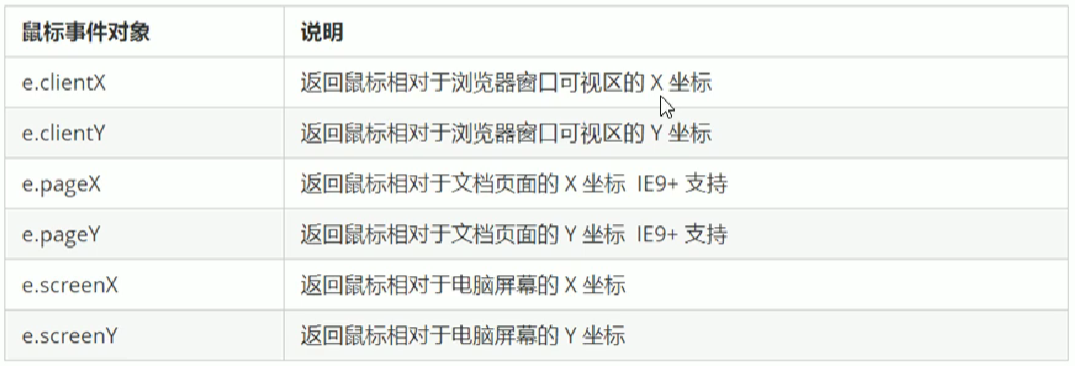 鼠标事件对象 说明
e.clientX 返回鼠标相对于浏览器窗口可视区的 X 坐标
e.clientY 返回鼠标相对于浏览器窗口可视区的 Y 坐标
e.pageX 返回鼠标相对于文档页面的 X 坐标 IE9+ 支持
e.pageY 返回鼠标相对于文档页面的 Y 坐标 IE9+ 支持
e.screenX 返回鼠标相对于电脑屏幕的 X 坐标
e.screenY 返回鼠标相对于电脑屏幕的 Y 坐标